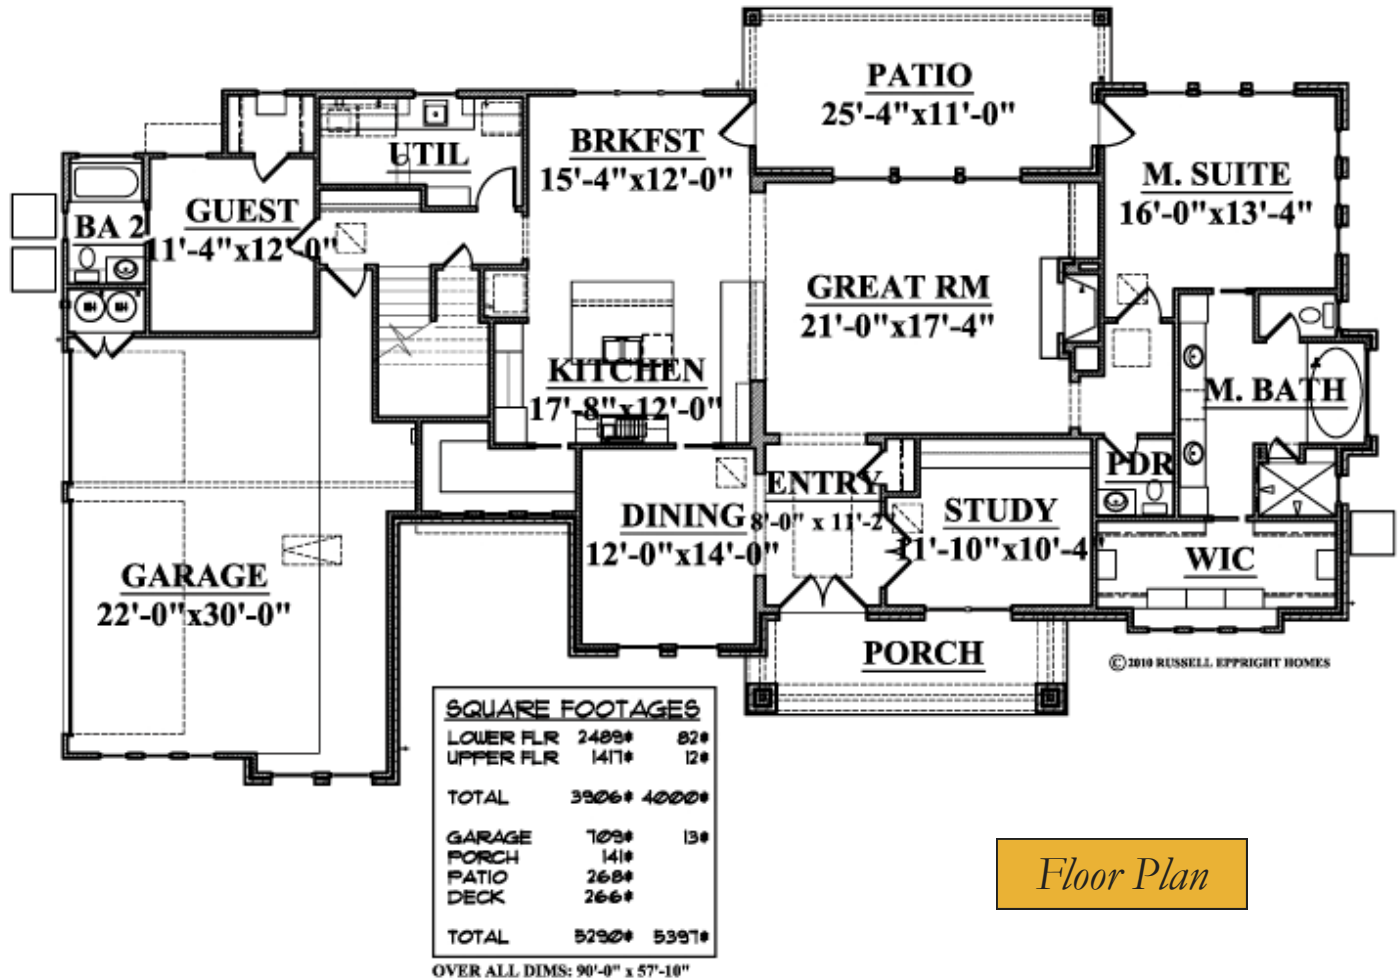 PATIO
25'-4"x11'-0"
BRKFST
15'-4"x12'-0"
UTIL
M. SUITE
16'-0"x13'-4"
GUEST
11'-4"x12'-0"
BA 2
GREAT RM
21'-0"x17'-4"
KITCHEN
17'-8"x12'-0"
M. BATH
PDR
ENTRY
8'-0" x 11'-2
DINING
12'-0"x14'-0"
STUDY
11'-10"x10'-4"
WIC
GARAGE
22'-0"x30'-0"
PORCH
©2010 RUSSELL EPPRIGHT HOMES
SQUARE FOOTAGES
LOWER FLR 2489# 82#
UPPER FLR 1417# 12#
TOTAL 3906# 4000#
GARAGE 709# 13#
PORCH 141#
PATIO 268#
DECK 266#
TOTAL 5290# 5397#
OVER ALL DIMS: 90'-0" x 57'-10"
Floor Plan